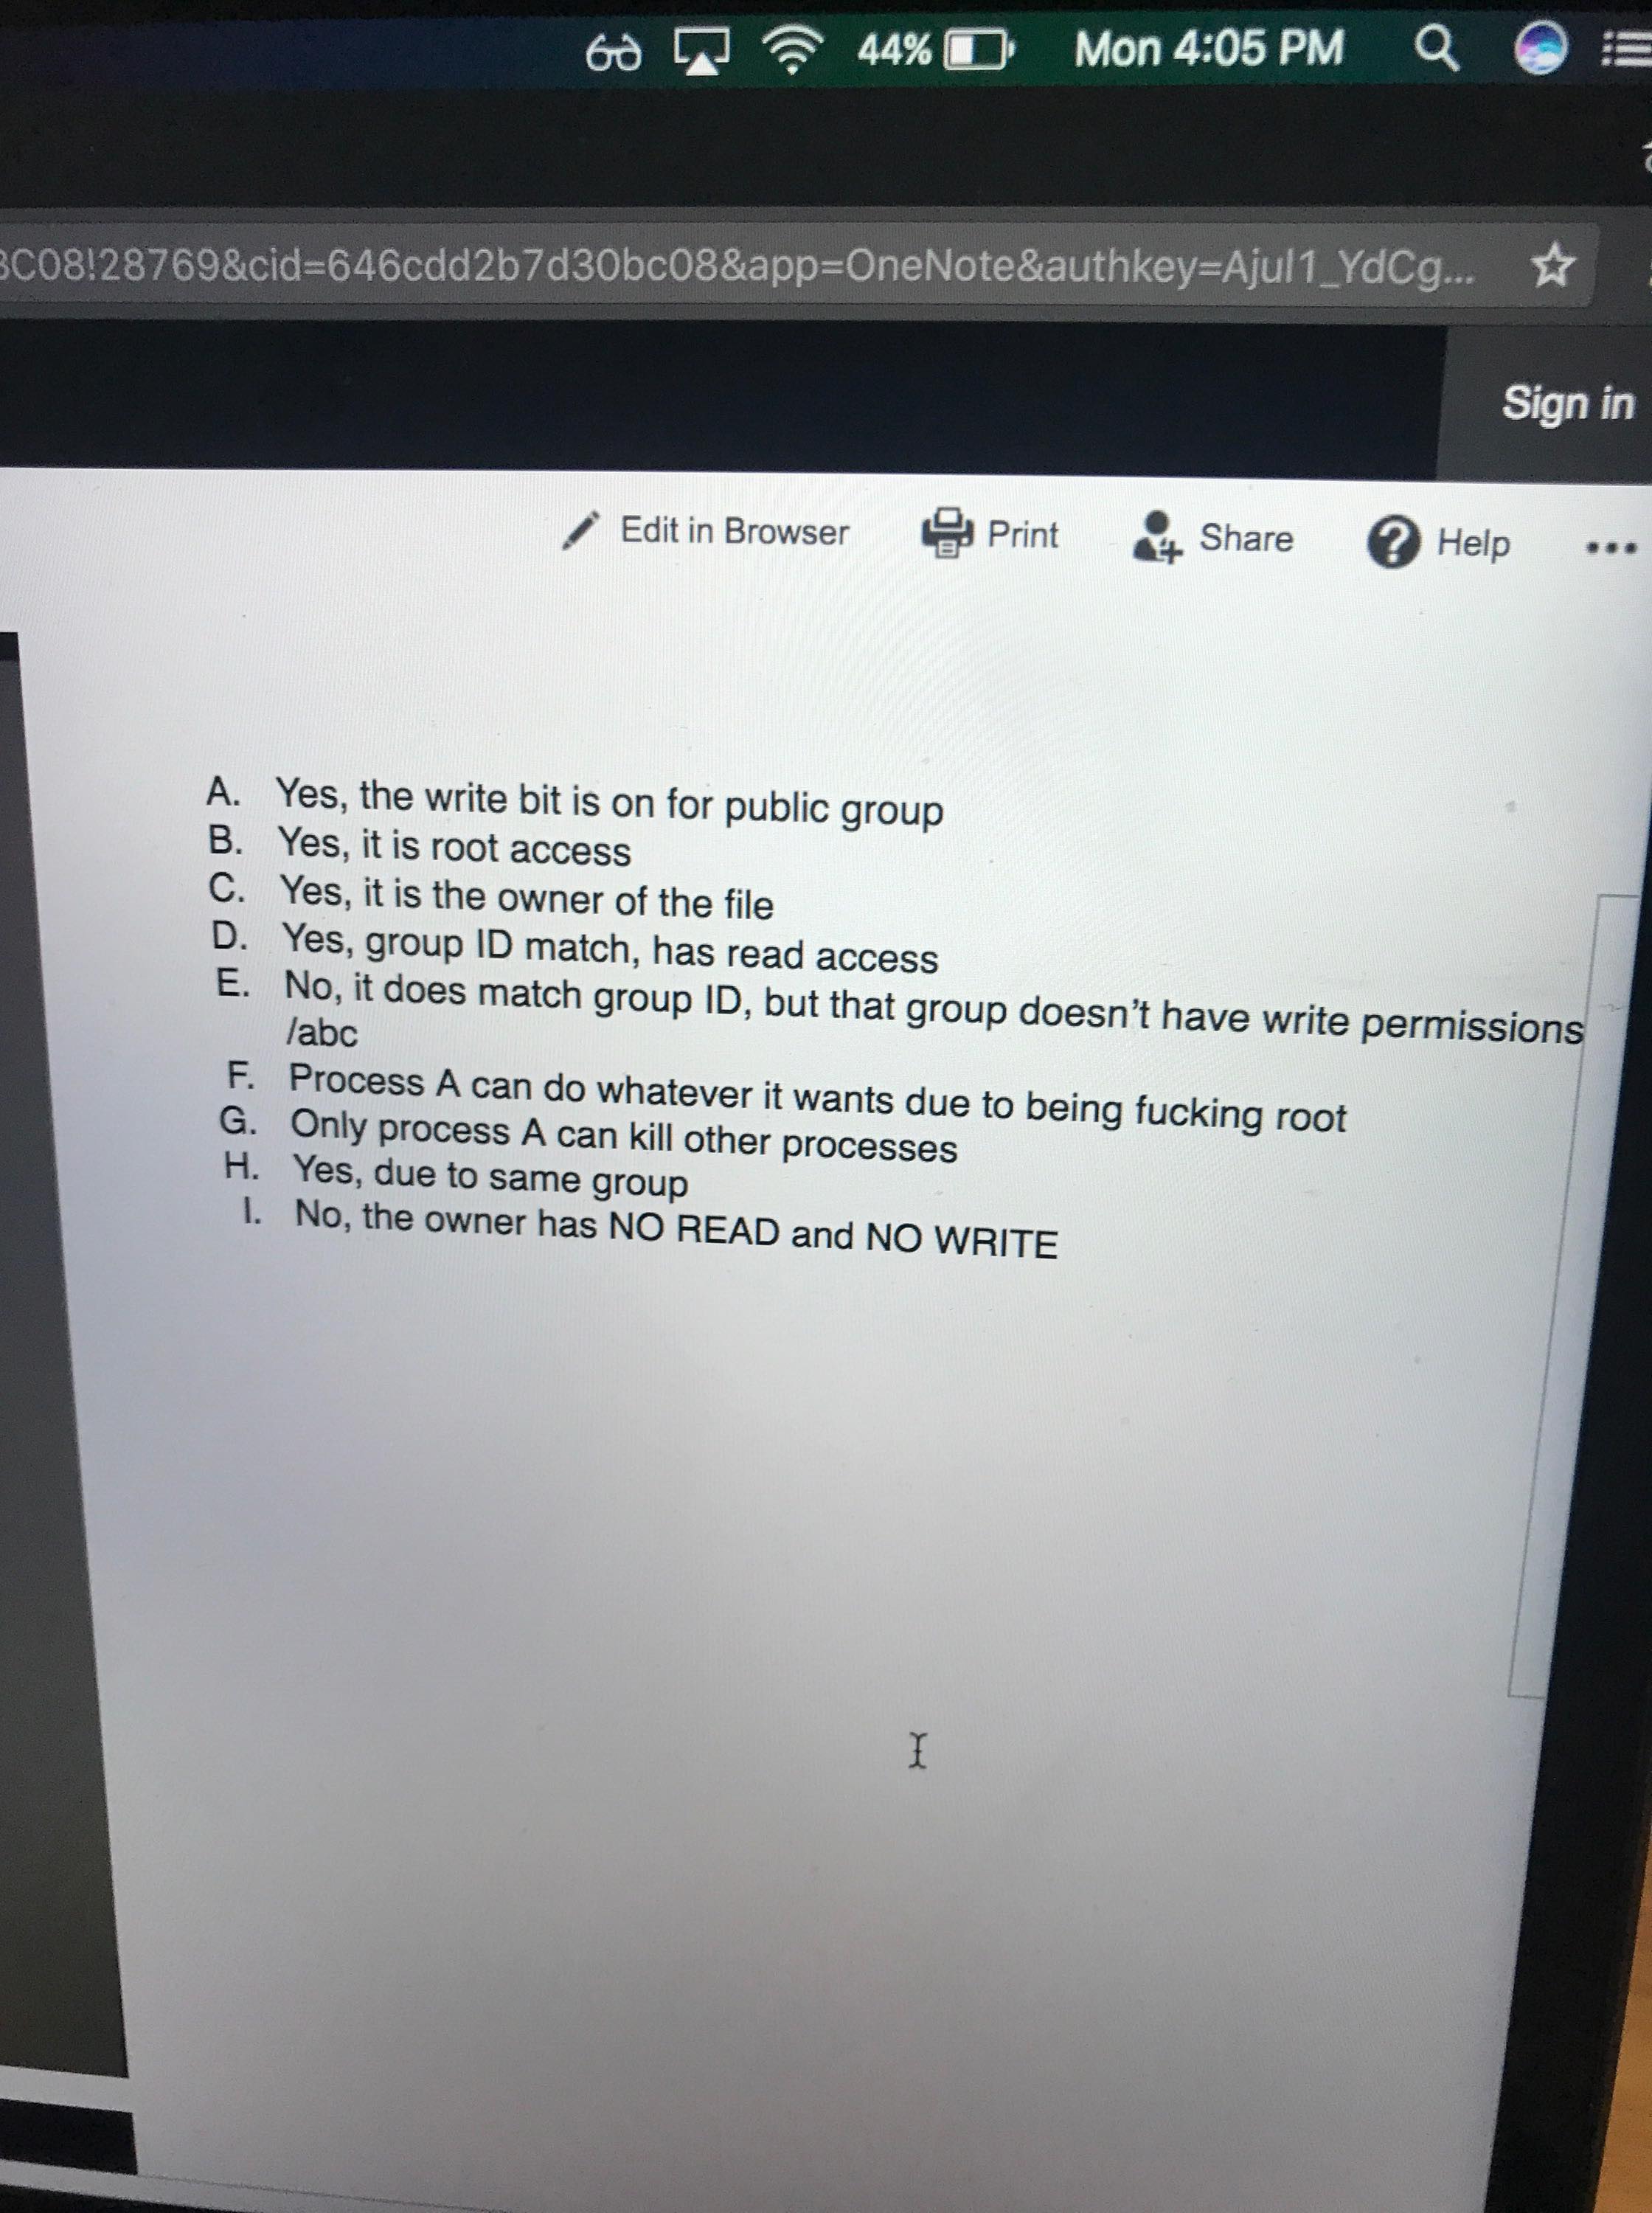 44% Mon 4:05 PM
3C08!28769&cid=646cdd2b7d30bc08&app=OneNote&authkey=Ajul1_YdCg...
Sign in
Edit in Browser Print Share Help ...
A. Yes, the write bit is on for public group
B. Yes, it is root access
C. Yes, it is the owner of the file
D. Yes, group ID match, has read access
E. No, it does match group ID, but that group doesn't have write permissions
/abc
F. Process A can do whatever it wants due to being fucking root
G. Only process A can kill other processes
H. Yes, due to same group
I. No, the owner has NO READ and NO WRITE